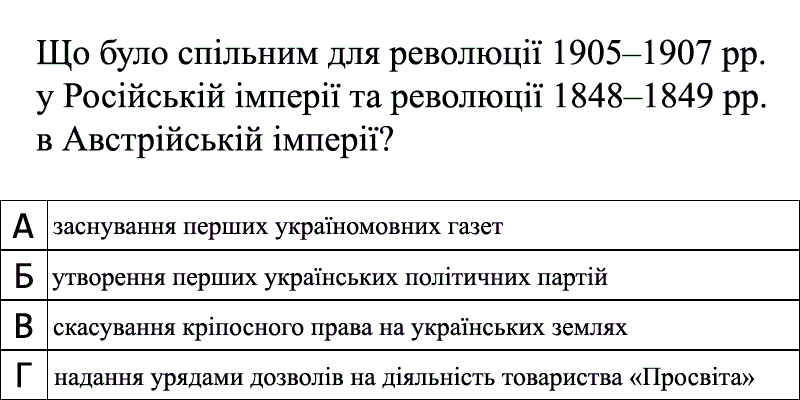 Що було спільним для революції 1905–1907 рр.
у Російській імперії та революції 1848–1849 рр.
в Австрійській імперії?
А заснування перших україномовних газет
Б утворення перших українських політичних партій
В скасування кріпосного права на українських землях
Г надання урядами дозволів на діяльність товариства «Просвіта»